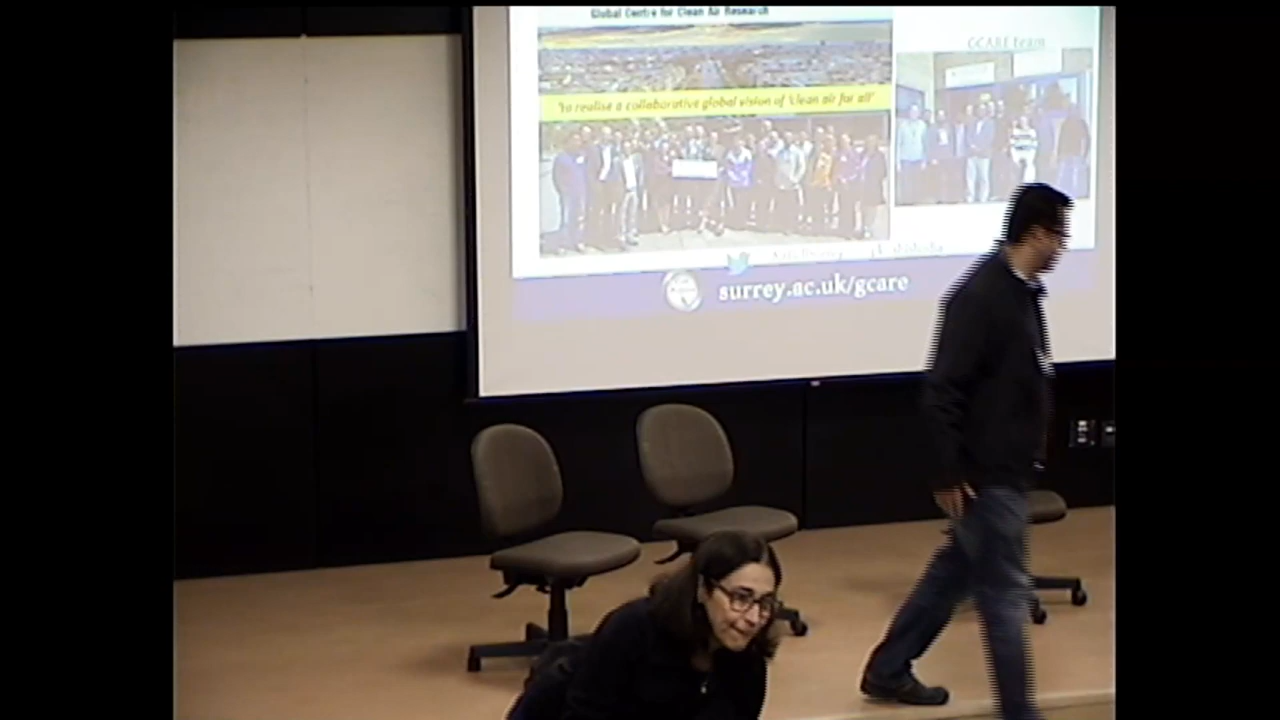 Global Centre for Clean Air Research
GCARE team
'to realise a collaborative global vision of 'clean air for all'
surrey.ac.uk/gcare